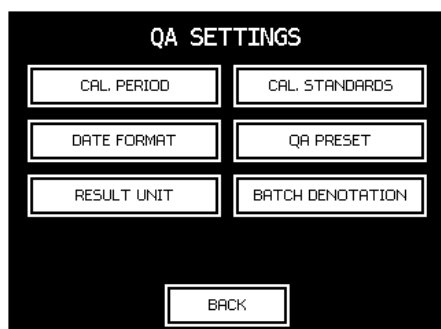 QA SETTINGS
CAL. PERIOD CAL. STANDARDS
DATE FORMAT QA PRESET
RESULT UNIT BATCH DENOTATION
BACK